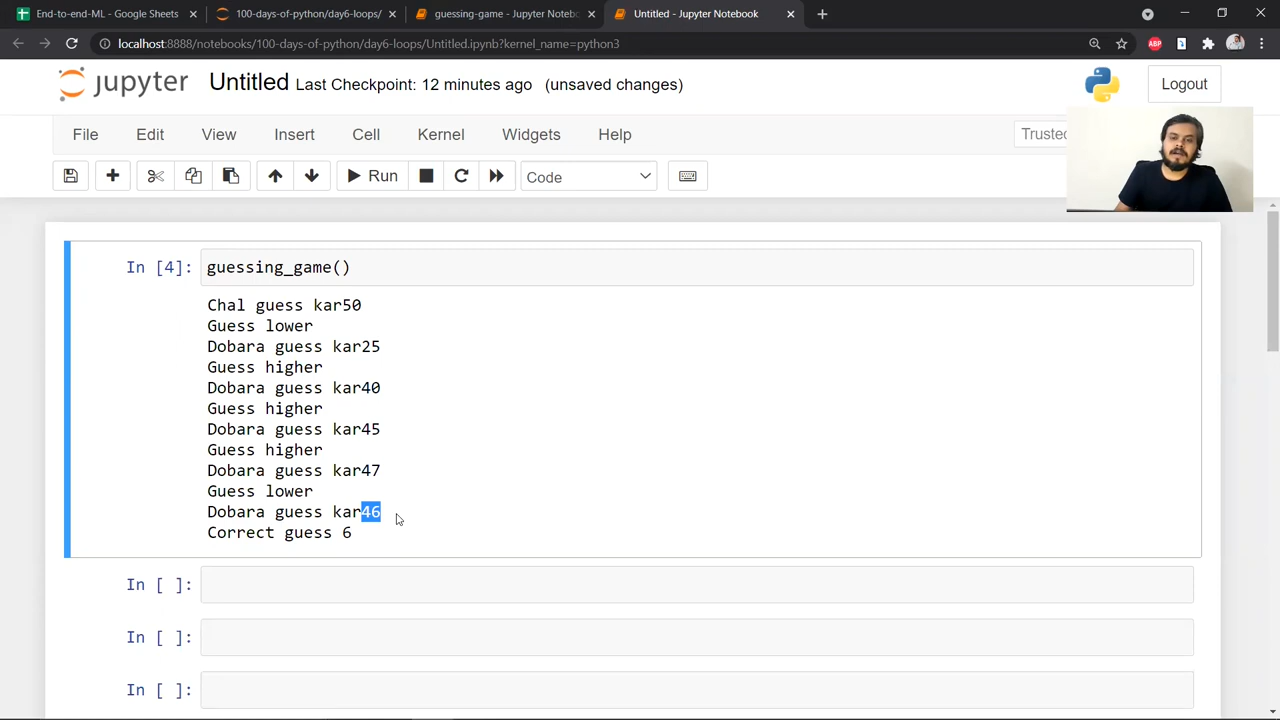 End-to-end-ML - Google Sheets
100-days-of-python/day6-loops/
guessing-game - Jupyter Noteb
Untitled - Jupyter Notebook
localhost:8888/notebooks/100-days-of-python/day6-loops/Untitled.ipynb?kernel_name=python3
ABP
jupyter Untitled Last Checkpoint: 12 minutes ago (unsaved changes)
Logout
File Edit View Insert Cell Kernel Widgets Help
Trusted
Run Code
In [4]: guessing_game()
Chal guess kar50
Guess lower
Dobara guess kar25
Guess higher
Dobara guess kar40
Guess higher
Dobara guess kar45
Guess higher
Dobara guess kar47
Guess lower
Dobara guess kar46
Correct guess 6
In [ ]:
In [ ]:
In [ ]: